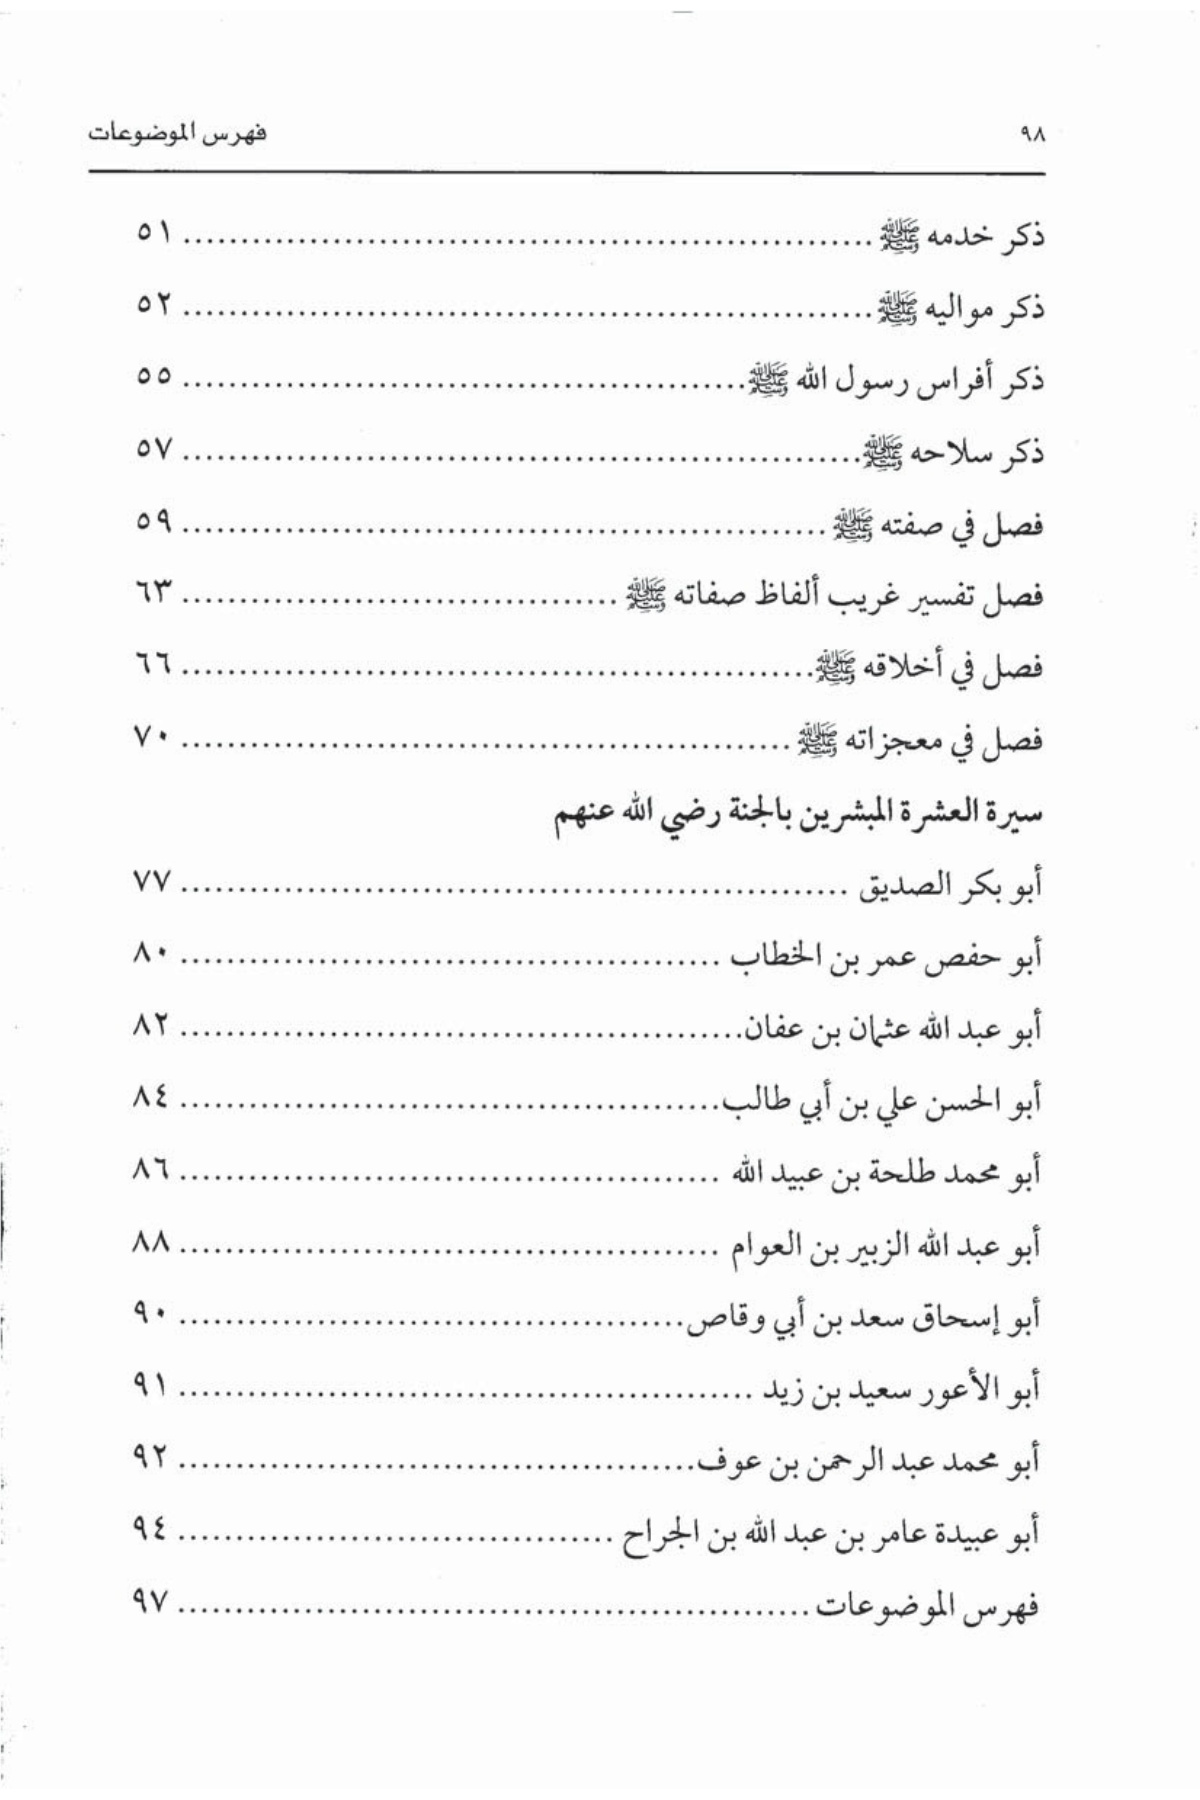 ٩٨ فهرس الموضوعات
ذكر خدمه ﷺ ........................................ ٥١
ذكر مواليه ﷺ ........................................ ٥٢
ذكر أفراس رسول الله ﷺ ........................................ ٥٥
ذكر سلاحه ﷺ ........................................ ٥٧
فصل في صفته ﷺ ........................................ ٥٩
فصل تفسير غريب ألفاظ صفاته ﷺ ........................................ ٦٣
فصل في أخلاقه ﷺ ........................................ ٦٦
فصل في معجزاته ﷺ ........................................ ٧٠
سيرة العشرة المبشرين بالجنة رضي الله عنهم
أبو بكر الصديق ........................................ ٧٧
أبو حفص عمر بن الخطاب ........................................ ٨٠
أبو عبد الله عثمان بن عفان ........................................ ٨٢
أبو الحسن علي بن أبي طالب ........................................ ٨٤
أبو محمد طلحة بن عبيد الله ........................................ ٨٦
أبو عبد الله الزبير بن العوام ........................................ ٨٨
أبو إسحاق سعد بن أبي وقاص ........................................ ٩٠
أبو الأعور سعيد بن زيد ........................................ ٩١
أبو محمد عبد الرحمن بن عوف ........................................ ٩٢
أبو عبيدة عامر بن عبد الله بن الجراح ........................................ ٩٤
فهرس الموضوعات ........................................ ٩٧